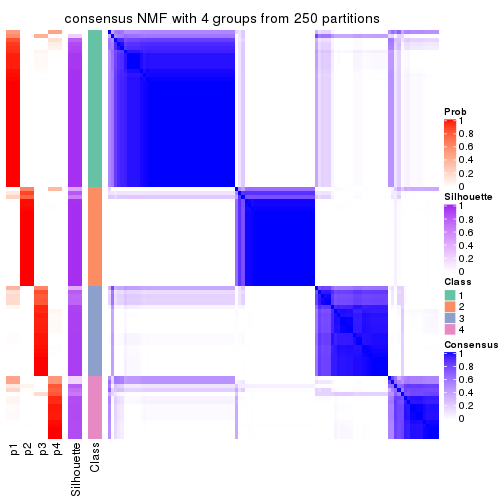 consensus NMF with 4 groups from 250 partitions
Prob
1
0.8
0.6
0.4
0.2
0
Silhouette
1
0.8
0.6
0.4
0.2
0
Class
1
2
3
4
Consensus
1
0.8
0.6
0.4
0.2
0
p1
p2
p3
p4
Silhouette
Class